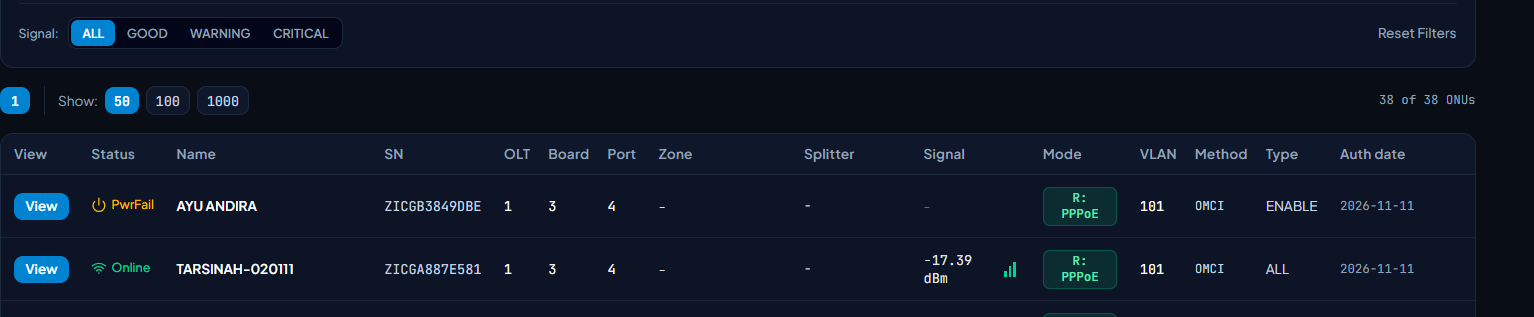 Signal: ALL GOOD WARNING CRITICAL Reset Filters
1 Show: 50 100 1000 38 of 38 ONUs
View Status Name SN OLT Board Port Zone Splitter Signal Mode VLAN Method Type Auth date
View PwrFail AYU ANDIRA ZICGB3849DBE 1 3 4 - - - R: PPPoE 101 OMCI ENABLE 2026-11-11
View Online TARSINAH-020111 ZICGA887E581 1 3 4 - - -17.39 dBm R: PPPoE 101 OMCI ALL 2026-11-11